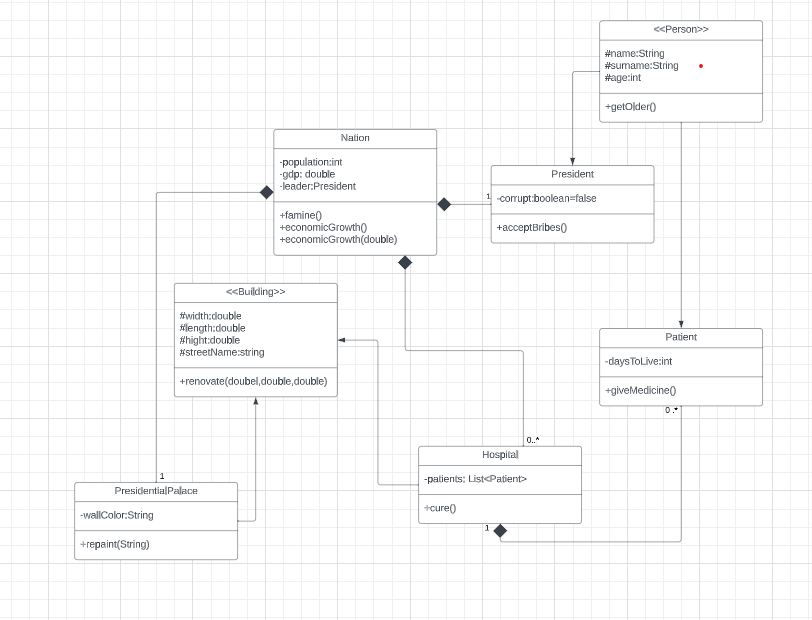 <<Person>>
#name:String
#surname:String
#age:int
+getOlder()
Nation
-population:int
-gdp: double
-leader:President
+famine()
+economicGrowth()
+economicGrowth(double)
President
1
-corrupt:boolean=false
+acceptBribes()
<<Building>>
#width:double
#length:double
#hight:double
#streetName:string
+renovate(doubel,double,double)
Patient
-daysToLive:int
+giveMedicine()
0..*
0..*
Hospital
-patients: List<Patient>
+cure()
1
1
PresidentialPalace
-wallColor:String
+repaint(String)